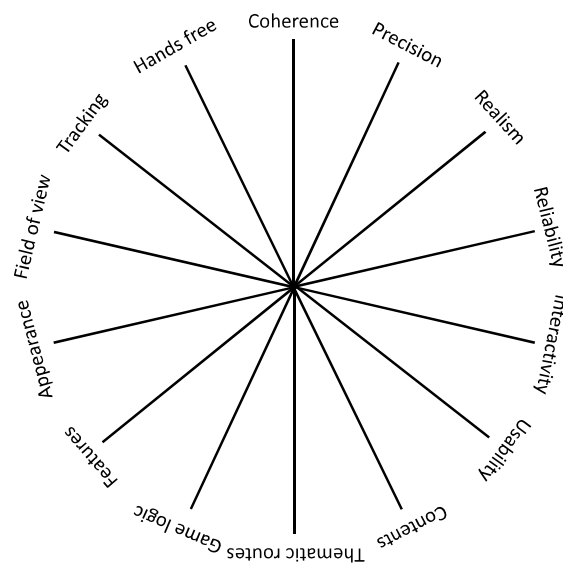 Coherence
Precision
Realism
Reliability
Interactivity
Usability
Contents
Thematic routes
Game logic
Features
Appearance
Field of view
Tracking
Hands free